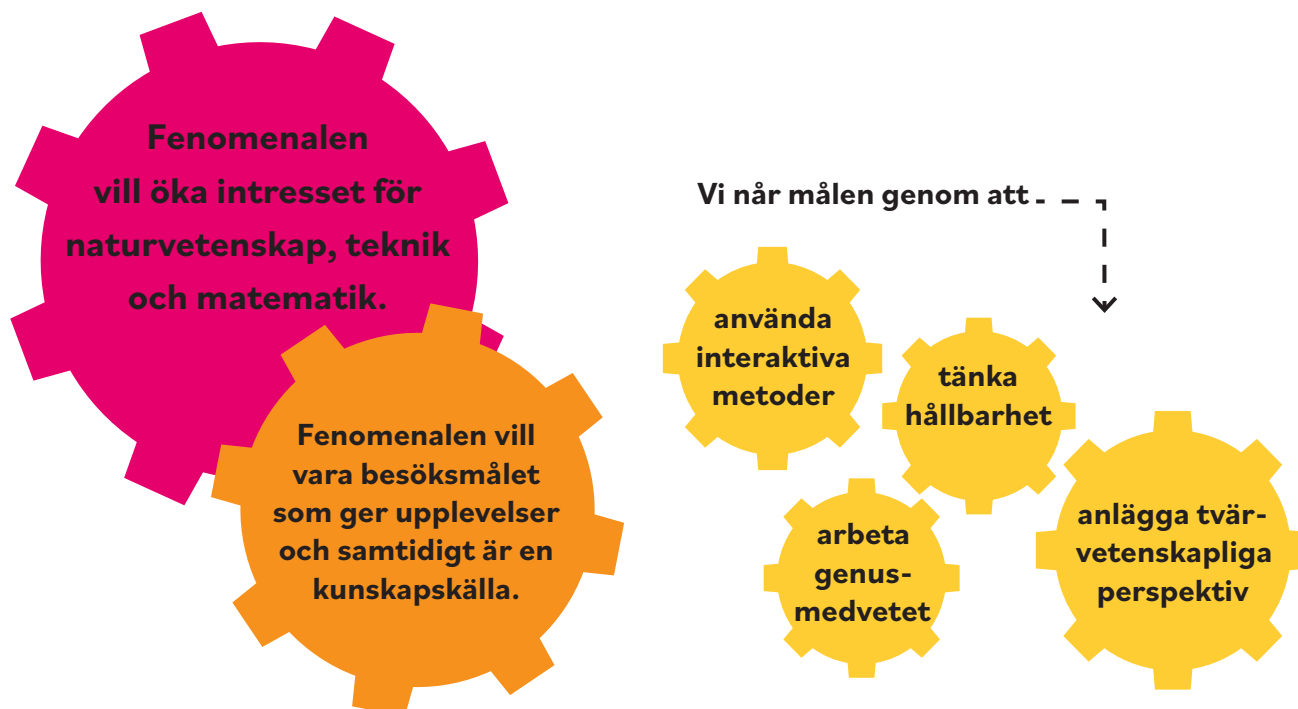 Fenomenalen
vill öka intresset för
naturvetenskap, teknik
och matematik.
Fenomenalen vill
vara besöksmålet
som ger upplevelser
och samtidigt är en
kunskapskälla.
Vi når målen genom att
använda
interaktiva
metoder
tänka
hållbarhet
arbeta
genus-
medvetet
anlägga tvär-
vetenskapliga
perspektiv